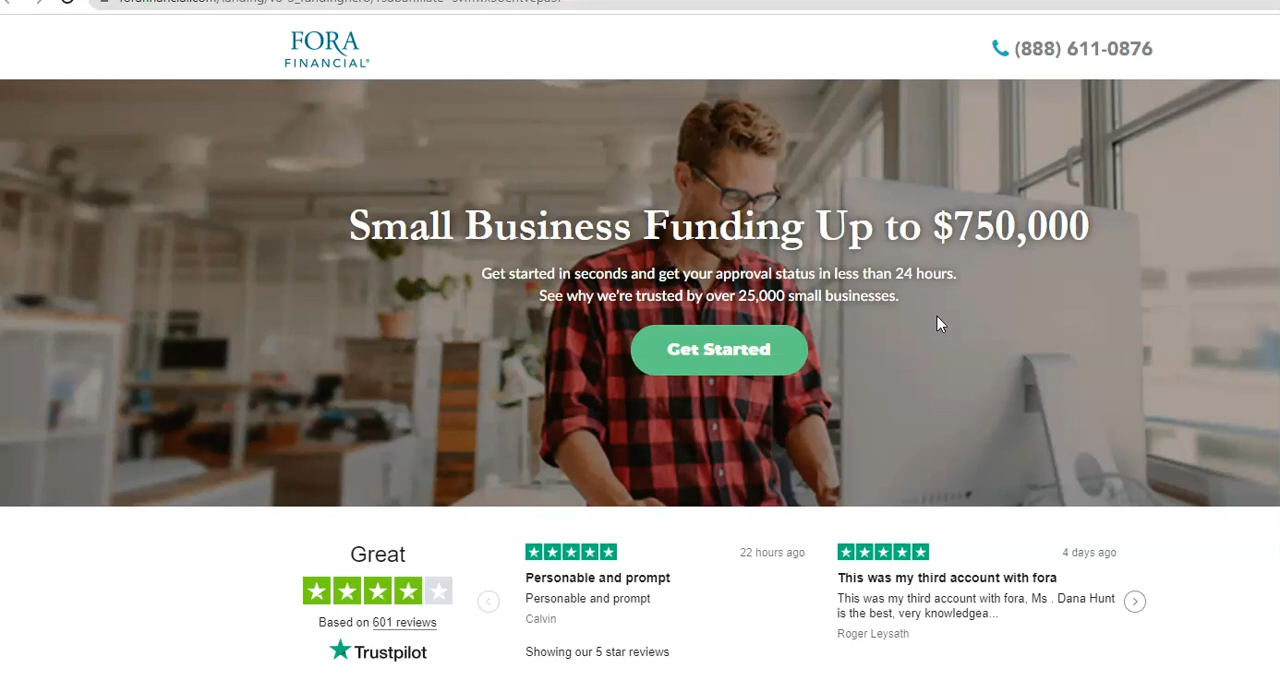 FORA
FINANCIAL®
(888) 611-0876
Small Business Funding Up to $750,000
Get started in seconds and get your approval status in less than 24 hours.
See why we're trusted by over 25,000 small businesses.
Get Started
Great
Based on 601 reviews
Trustpilot
22 hours ago
Personable and prompt
Personable and prompt
Calvin
Showing our 5 star reviews
4 days ago
This was my third account with fora
This was my third account with fora, Ms . Dana Hunt
is the best, very knowledgea...
Roger Leysath